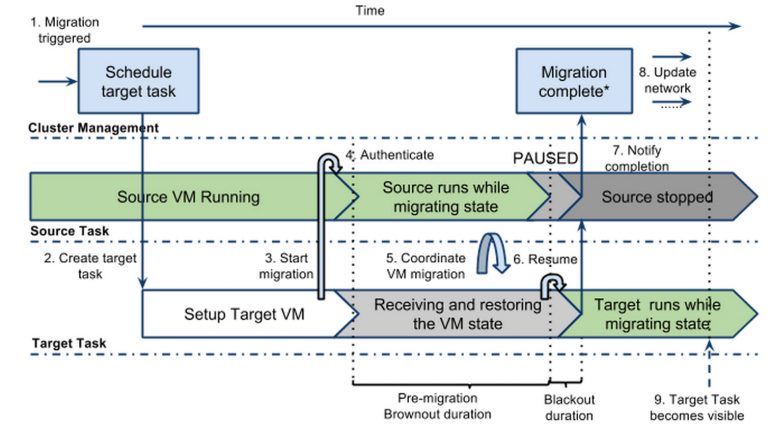 Time
1. Migration
triggered
Schedule
target task
Migration
complete*
8. Update
network
Cluster Management
4. Authenticate
PAUSED
7. Notify
completion
Source VM Running
Source runs while
migrating state
Source stopped
Source Task
2. Create target
task
3. Start
migration
5. Coordinate
VM migration
6. Resume
Setup Target VM
Receiving and restoring
the VM state
Target runs while
migrating state
Target Task
Pre-migration
Brownout duration
Blackout
duration
9. Target Task
becomes visible